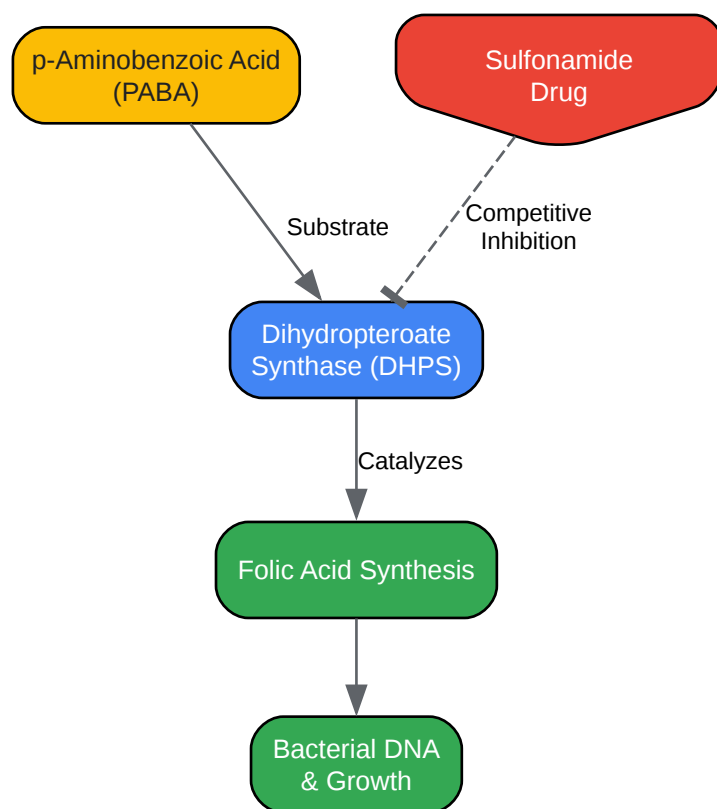 p-Aminobenzoic Acid
(PABA)
Sulfonamide
Drug
Substrate
Competitive
Inhibition
Dihydropteroate
Synthase (DHPS)
Catalyzes
Folic Acid Synthesis
Bacterial DNA
& Growth